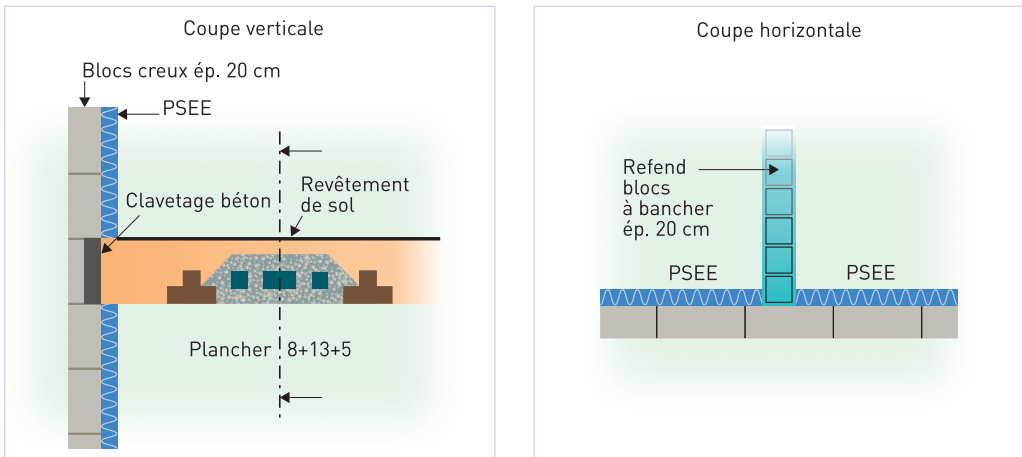 Coupe verticale
Blocs creux ép. 20 cm
PSEE
Clavetage béton
Revêtement
de sol
Plancher 8+13+5
Coupe horizontale
Refend
blocs
à bancher
ép. 20 cm
PSEE
PSEE